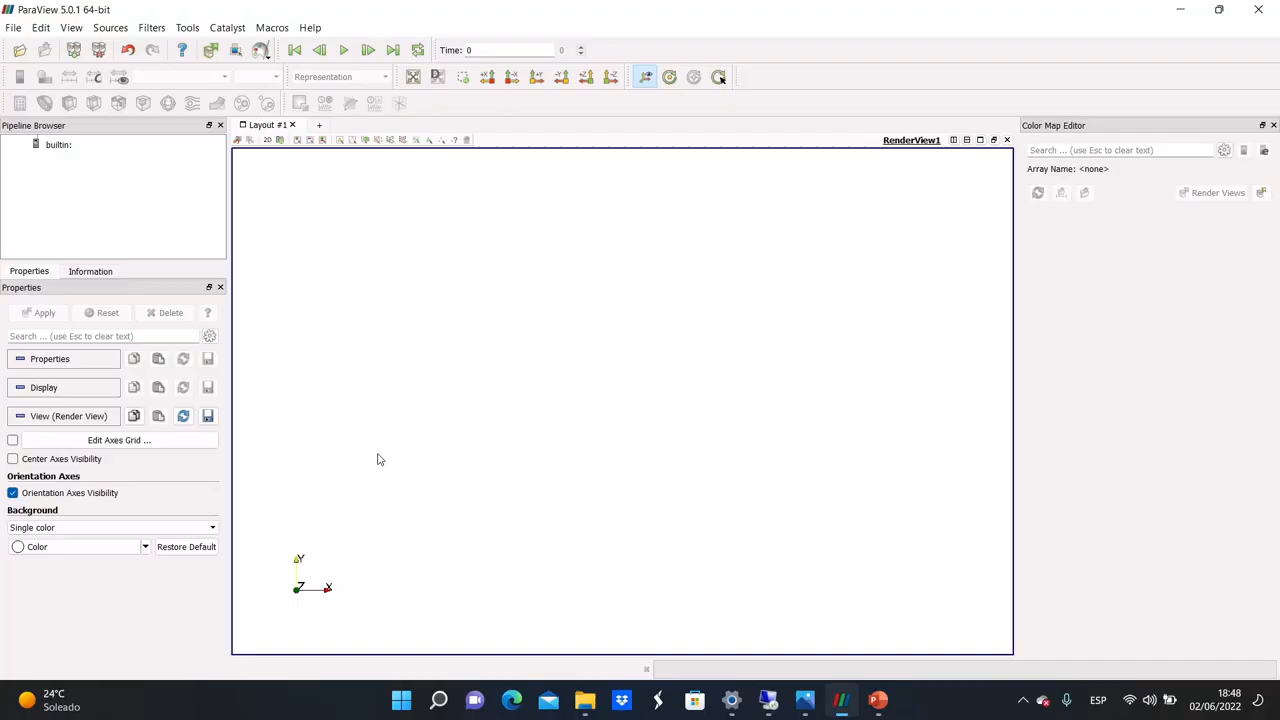 ParaView 5.0.1 64-bit
File Edit View Sources Filters Tools Catalyst Macros Help
Time: 0 0
Representation +X -X +Y -Y +Z -Z
Pipeline Browser
builtin:
Layout #1 +
2D RenderView1
Color Map Editor
Search ... (use Esc to clear text)
Array Name: <none>
Render Views
Properties Information
Properties
Apply Reset Delete ?
Search ... (use Esc to clear text)
Properties
Display
View (Render View)
Edit Axes Grid ...
Center Axes Visibility
Orientation Axes
Orientation Axes Visibility
Background
Single color
Color Restore Default
Y
Z X
24°C
Soleado
ESP
18:48
02/06/2022